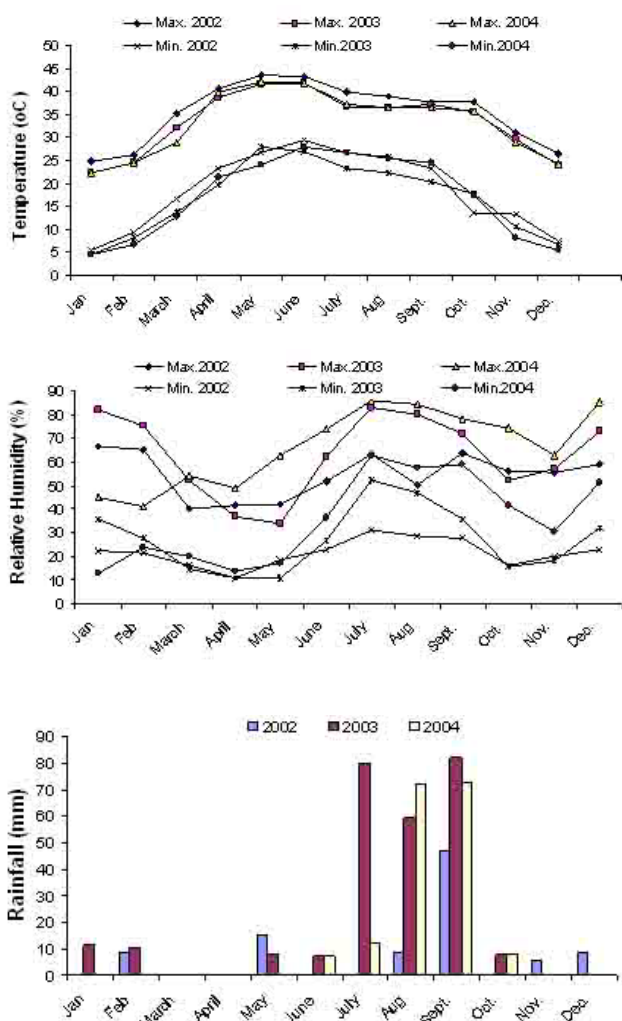 Max. 2002 Max. 2003 Max. 2004
Min. 2002 Min.2003 Min.2004
Temperature (oC)
50
45
40
35
30
25
20
15
10
5
0
Jan Feb March April May June July Aug Sept. Oct. Nov. Dec.
Max.2002 Max.2003 Max.2004
Min. 2002 Min. 2003 Min.2004
Relative Humidity (%)
90
80
70
60
50
40
30
20
10
0
Jan Feb March April May June July Aug Sept. Oct. Nov. Dec.
2002 2003 2004
Rainfall (mm)
90
80
70
60
50
40
30
20
10
0
Jan Feb March April May June July Aug Sept. Oct. Nov. Dec.